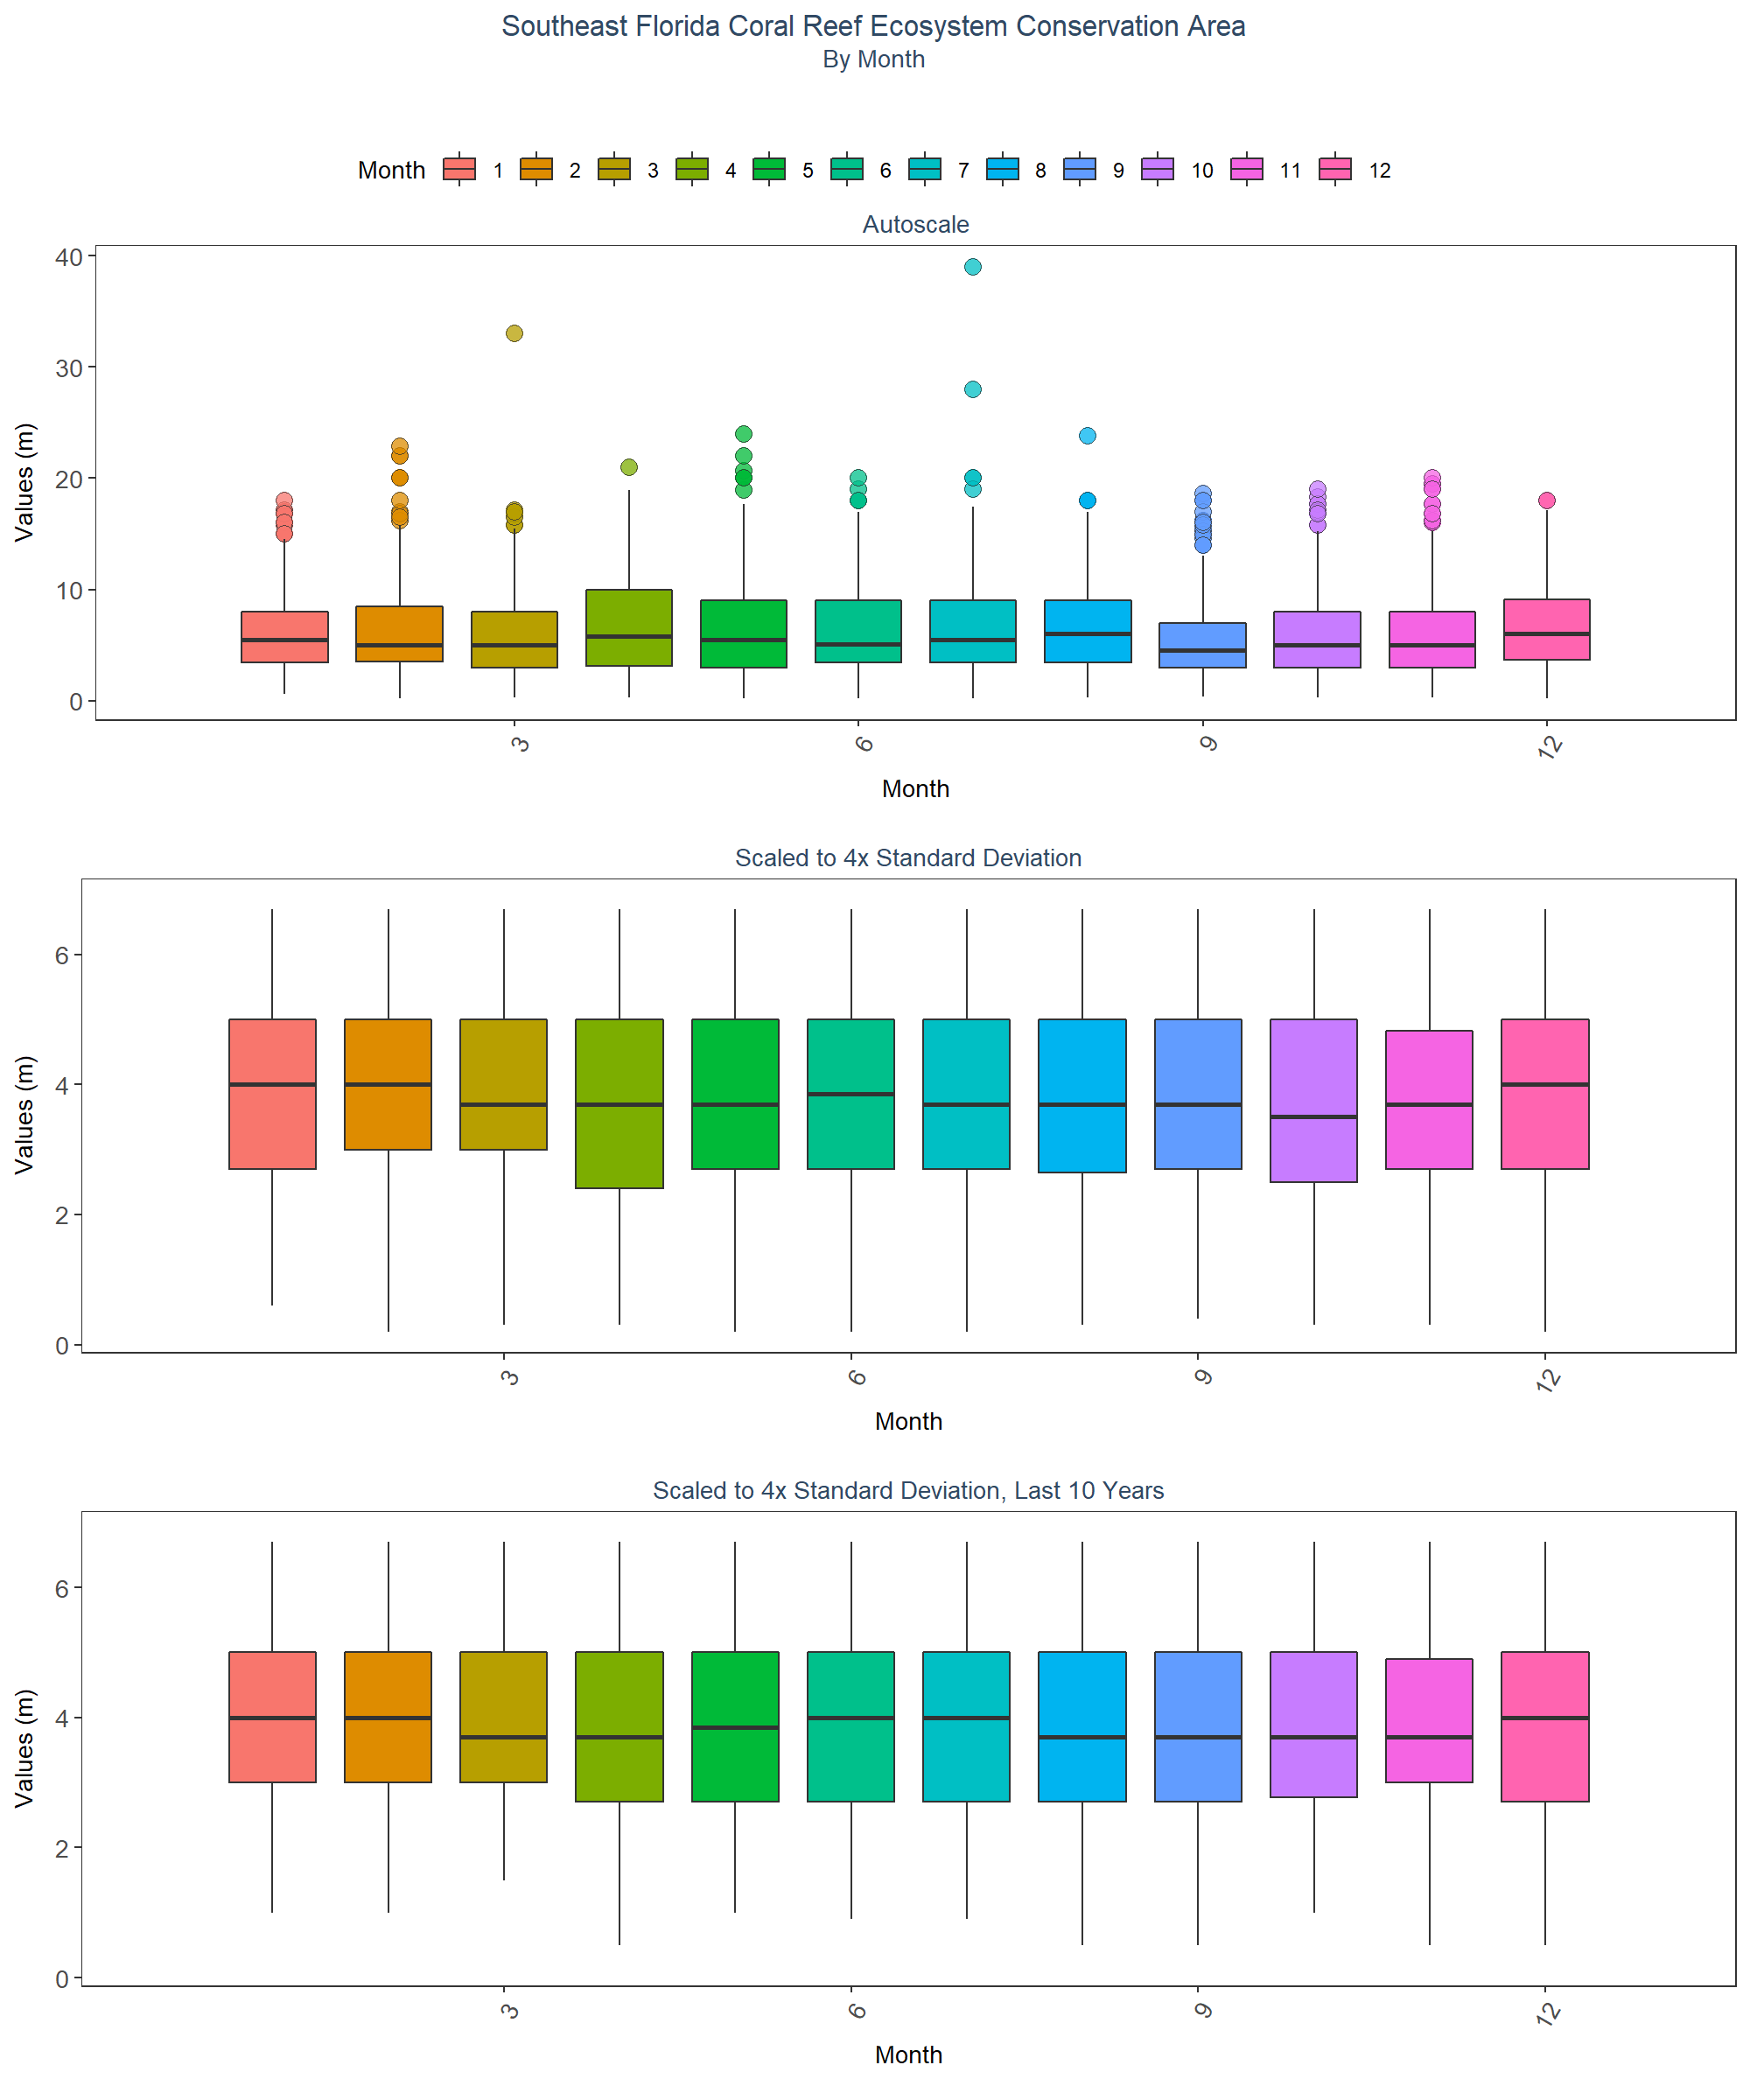 Southeast Florida Coral Reef Ecosystem Conservation Area
By Month
Month 1 2 3 4 5 6 7 8 9 10 11 12
Autoscale
Values (m)
40
30
20
10
0
3 6 9 12
Month
Scaled to 4x Standard Deviation
Values (m)
6
4
2
0
3 6 9 12
Month
Scaled to 4x Standard Deviation, Last 10 Years
Values (m)
6
4
2
0
3 6 9 12
Month